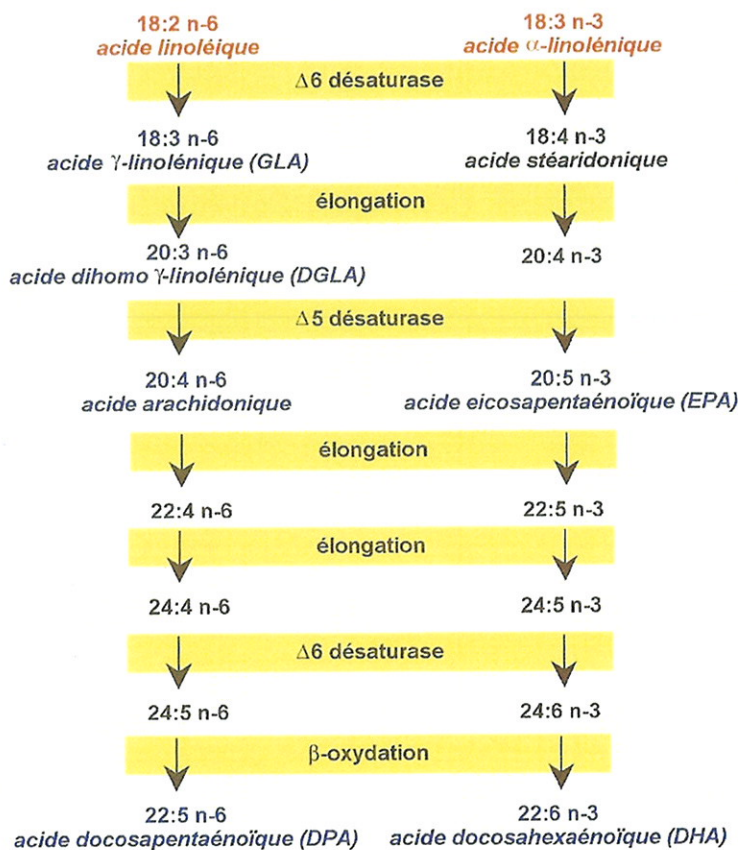 18:2 n-6
acide linoléique
18:3 n-3
acide α-linolénique
Δ6 désaturase
18:3 n-6
acide γ-linolénique (GLA)
18:4 n-3
acide stéaridonique
élongation
20:3 n-6
acide dihomo γ-linolénique (DGLA)
20:4 n-3
Δ5 désaturase
20:4 n-6
acide arachidonique
20:5 n-3
acide eicosapentaénoïque (EPA)
élongation
22:4 n-6
22:5 n-3
élongation
24:4 n-6
24:5 n-3
Δ6 désaturase
24:5 n-6
24:6 n-3
β-oxydation
22:5 n-6
acide docosapentaénoïque (DPA)
22:6 n-3
acide docosahexaénoïque (DHA)